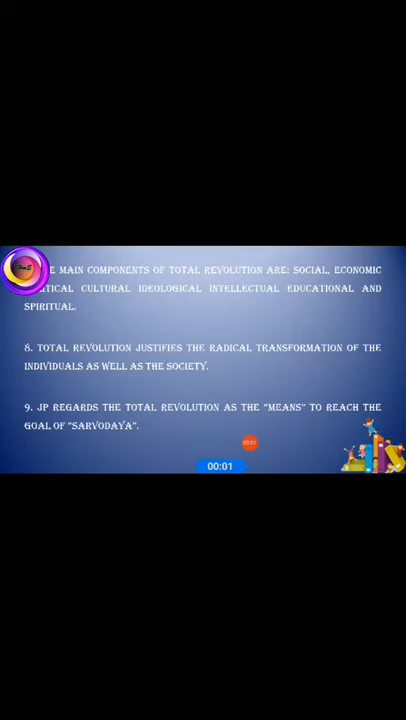 MAIN COMPONENTS OF TOTAL REVOLUTION ARE: SOCIAL, ECONOMIC
CULTURAL IDEOLOGICAL INTELLECTUAL EDUCATIONAL AND
SPIRITUAL.
8. TOTAL REVOLUTION JUSTIFIES THE RADICAL TRANSFORMATION OF THE
INDIVIDUALS AS WELL AS THE SOCIETY.
9. JP REGARDS THE TOTAL REVOLUTION AS THE "MEANS" TO REACH THE
GOAL OF "SARVODAYA".
00:01
00:01